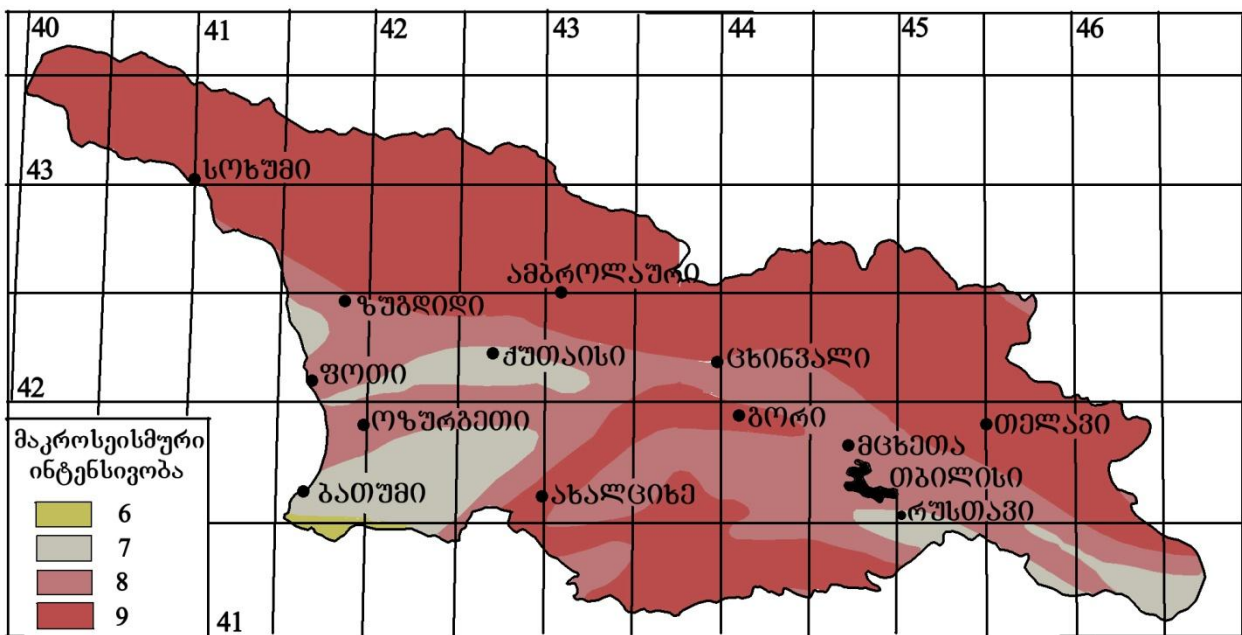 40 41 42 43 44 45 46
43
სოხუმი
ამბროლაური
ზუგდიდი
ქუთაისი
ცხინვალი
ფოთი
42
ოზურგეთი
გორი
თელავი
მცხეთა
თბილისი
ბათუმი
ახალციხე
რუსთავი
მაკროსეისმური
ინტენსივობა
6
7
8
9
41